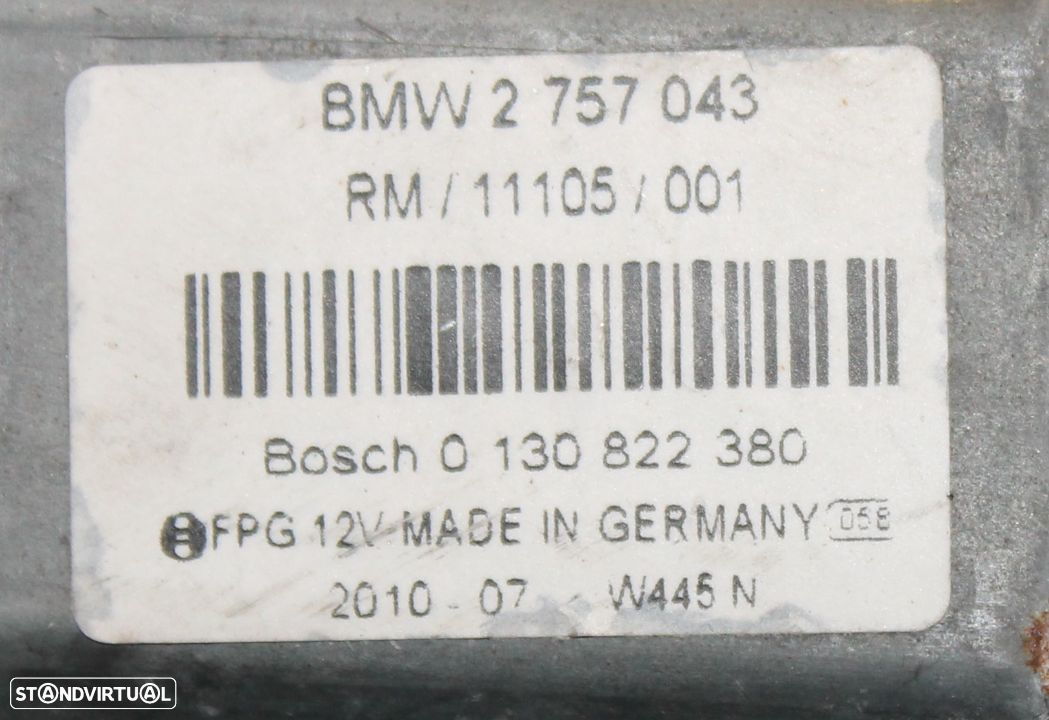 BMW 2 757 043
RM / 11105 / 001
Bosch 0 130 822 380
FPG 12V MADE IN GERMANY 058
2010 - 07 W445 N
STANDVIRTUAL